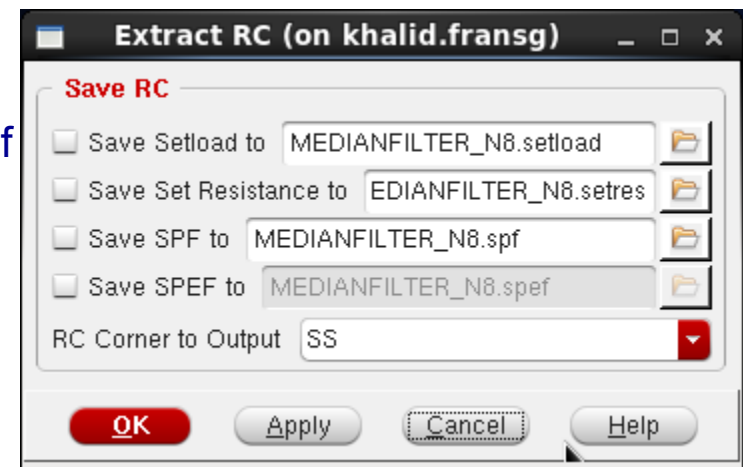 Extract RC (on khalid.fransg)
Save RC
f
Save Setload to MEDIANFILTER_N8.setload
Save Set Resistance to EDIANFILTER_N8.setres
Save SPF to MEDIANFILTER_N8.spf
Save SPEF to MEDIANFILTER_N8.spef
RC Corner to Output SS
OK Apply Cancel Help